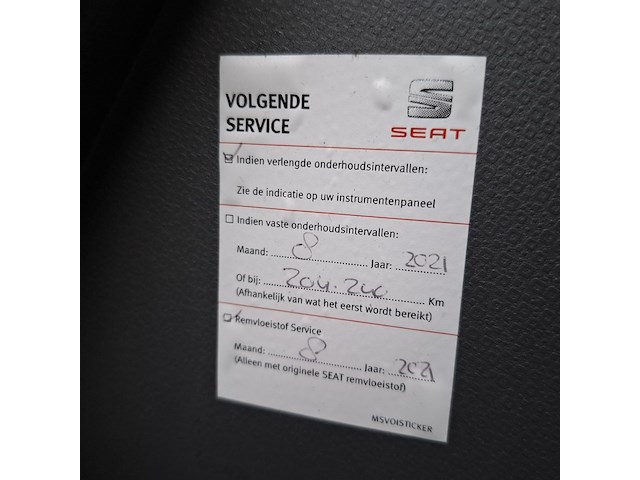 VOLGENDE
SERVICE
SEAT
Indien verlengde onderhoudsintervallen:
Zie de indicatie op uw instrumentenpaneel
Indien vaste onderhoudsintervallen:
Maand: 8 Jaar: 2021
Of bij: 204.200 Km
(Afhankelijk van wat het eerst wordt bereikt)
Remvloeistof Service
Maand: 8 Jaar: 2021
(Alleen met originele SEAT remvloeistof)
MSVOISTICKER